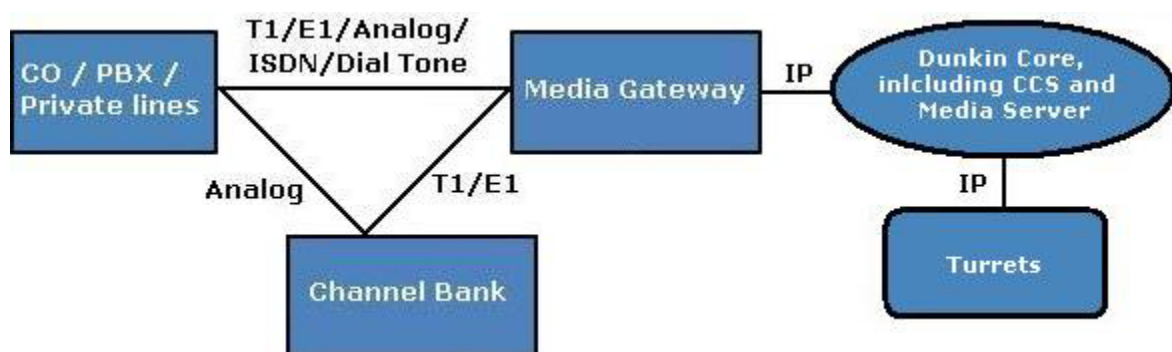 T1/E1/Analog/
ISDN/Dial Tone
CO / PBX /
Private lines
Media Gateway
IP
Dunkin Core,
inlcluding CCS and
Media Server
Analog
T1/E1
IP
Channel Bank
Turrets